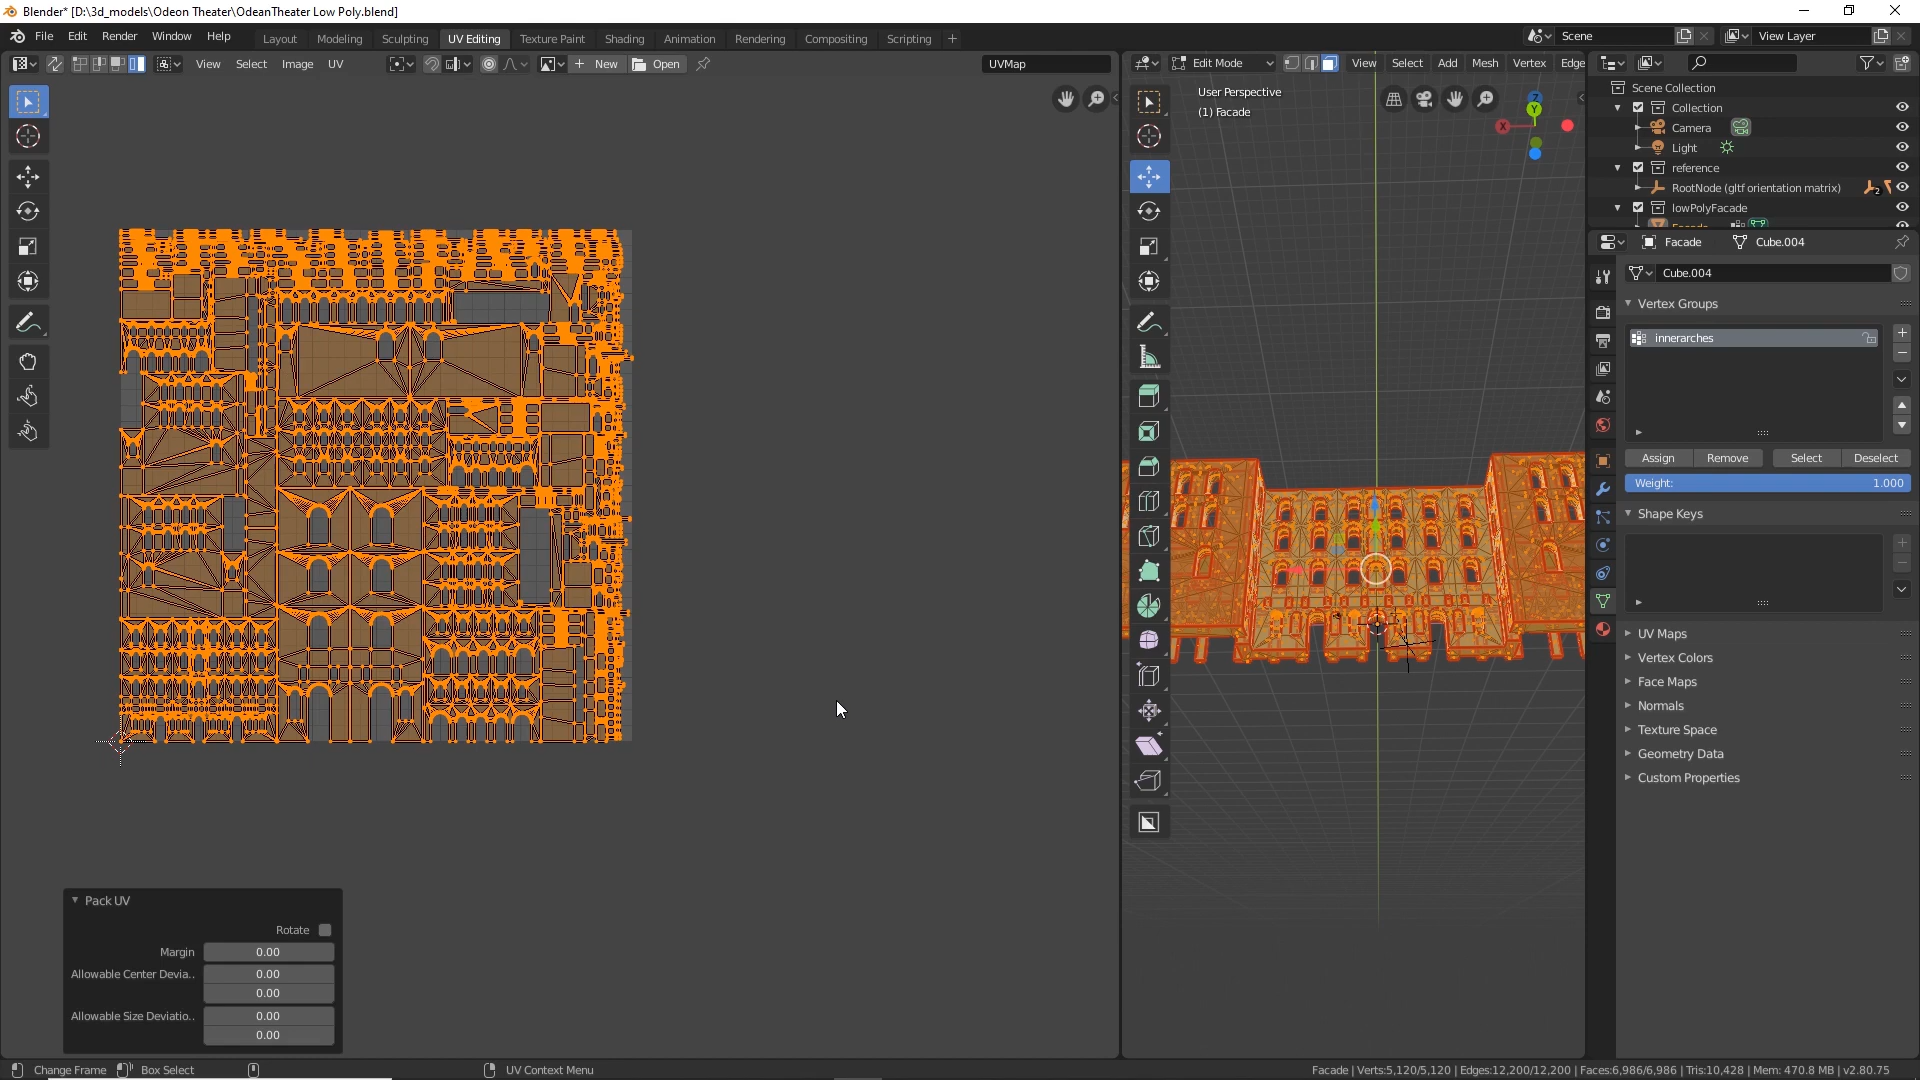 Blender* [D:\3d_models\Odeon Theater\OdeanTheater Low Poly.blend]
File Edit Render Window Help Layout Modeling Sculpting UV Editing Texture Paint Shading Animation Rendering Compositing Scripting + Scene View Layer
View Select Image UV New Open UVMap Edit Mode View Select Add Mesh Vertex Edge
User Perspective
(1) Facade
X Y Z
Scene Collection
Collection
Camera
Light
reference
RootNode (gltf orientation matrix) 2
lowPolyFacade
Facade Cube.004
Cube.004
Vertex Groups
innerarches
Assign Remove Select Deselect
Weight: 1.000
Shape Keys
UV Maps
Vertex Colors
Face Maps
Normals
Texture Space
Geometry Data
Custom Properties
Pack UV
Rotate
Margin 0.00
Allowable Center Devia.. 0.00
0.00
Allowable Size Deviatio.. 0.00
0.00
Change Frame Box Select UV Context Menu Facade | Verts:5,120/5,120 | Edges:12,200/12,200 | Faces:6,986/6,986 | Tris:10,428 | Mem: 470.8 MB | v2.80.75